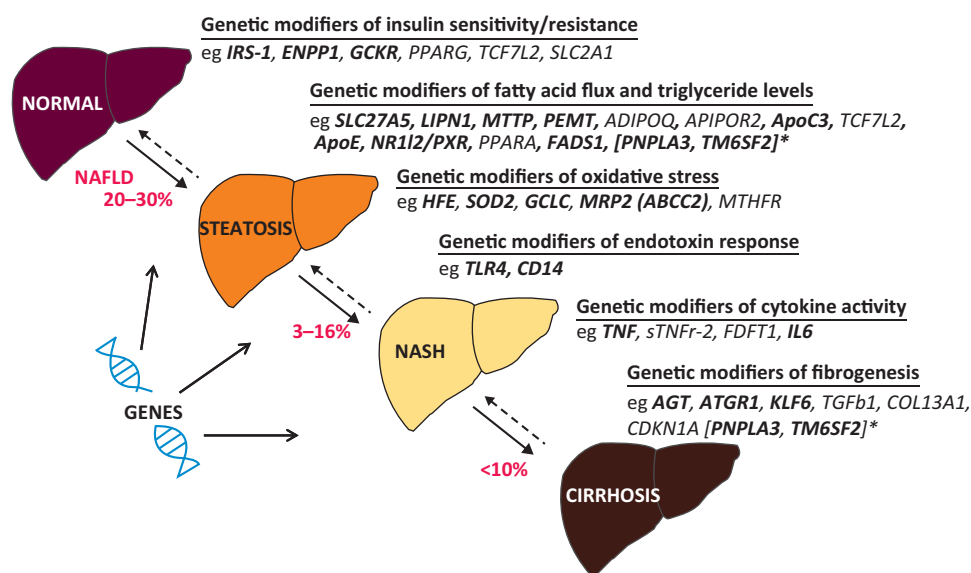 Genetic modifiers of insulin sensitivity/resistance
eg IRS-1, ENPP1, GCKR, PPARG, TCF7L2, SLC2A1
NORMAL
Genetic modifiers of fatty acid flux and triglyceride levels
eg SLC27A5, LIPN1, MTTP, PEMT, ADIPOQ, APIPOR2, ApoC3, TCF7L2,
ApoE, NR1I2/PXR, PPARA, FADS1, [PNPLA3, TM6SF2]*
NAFLD
20–30%
Genetic modifiers of oxidative stress
eg HFE, SOD2, GCLC, MRP2 (ABCC2), MTHFR
STEATOSIS
Genetic modifiers of endotoxin response
eg TLR4, CD14
3–16%
Genetic modifiers of cytokine activity
eg TNF, sTNFr-2, FDFT1, IL6
NASH
Genetic modifiers of fibrogenesis
eg AGT, ATGR1, KLF6, TGFb1, COL13A1,
CDKN1A [PNPLA3, TM6SF2]*
GENES
<10%
CIRRHOSIS